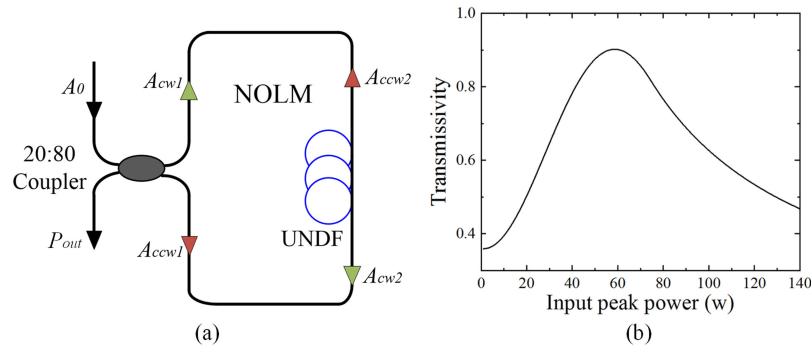 A0
Acw1
Accw2
NOLM
20:80
Coupler
UNDF
Pout
Accw1
Acw2
(a)
Transmissivity
1.0
0.8
0.6
0.4
0 20 40 60 80 100 120 140
Input peak power (w)
(b)